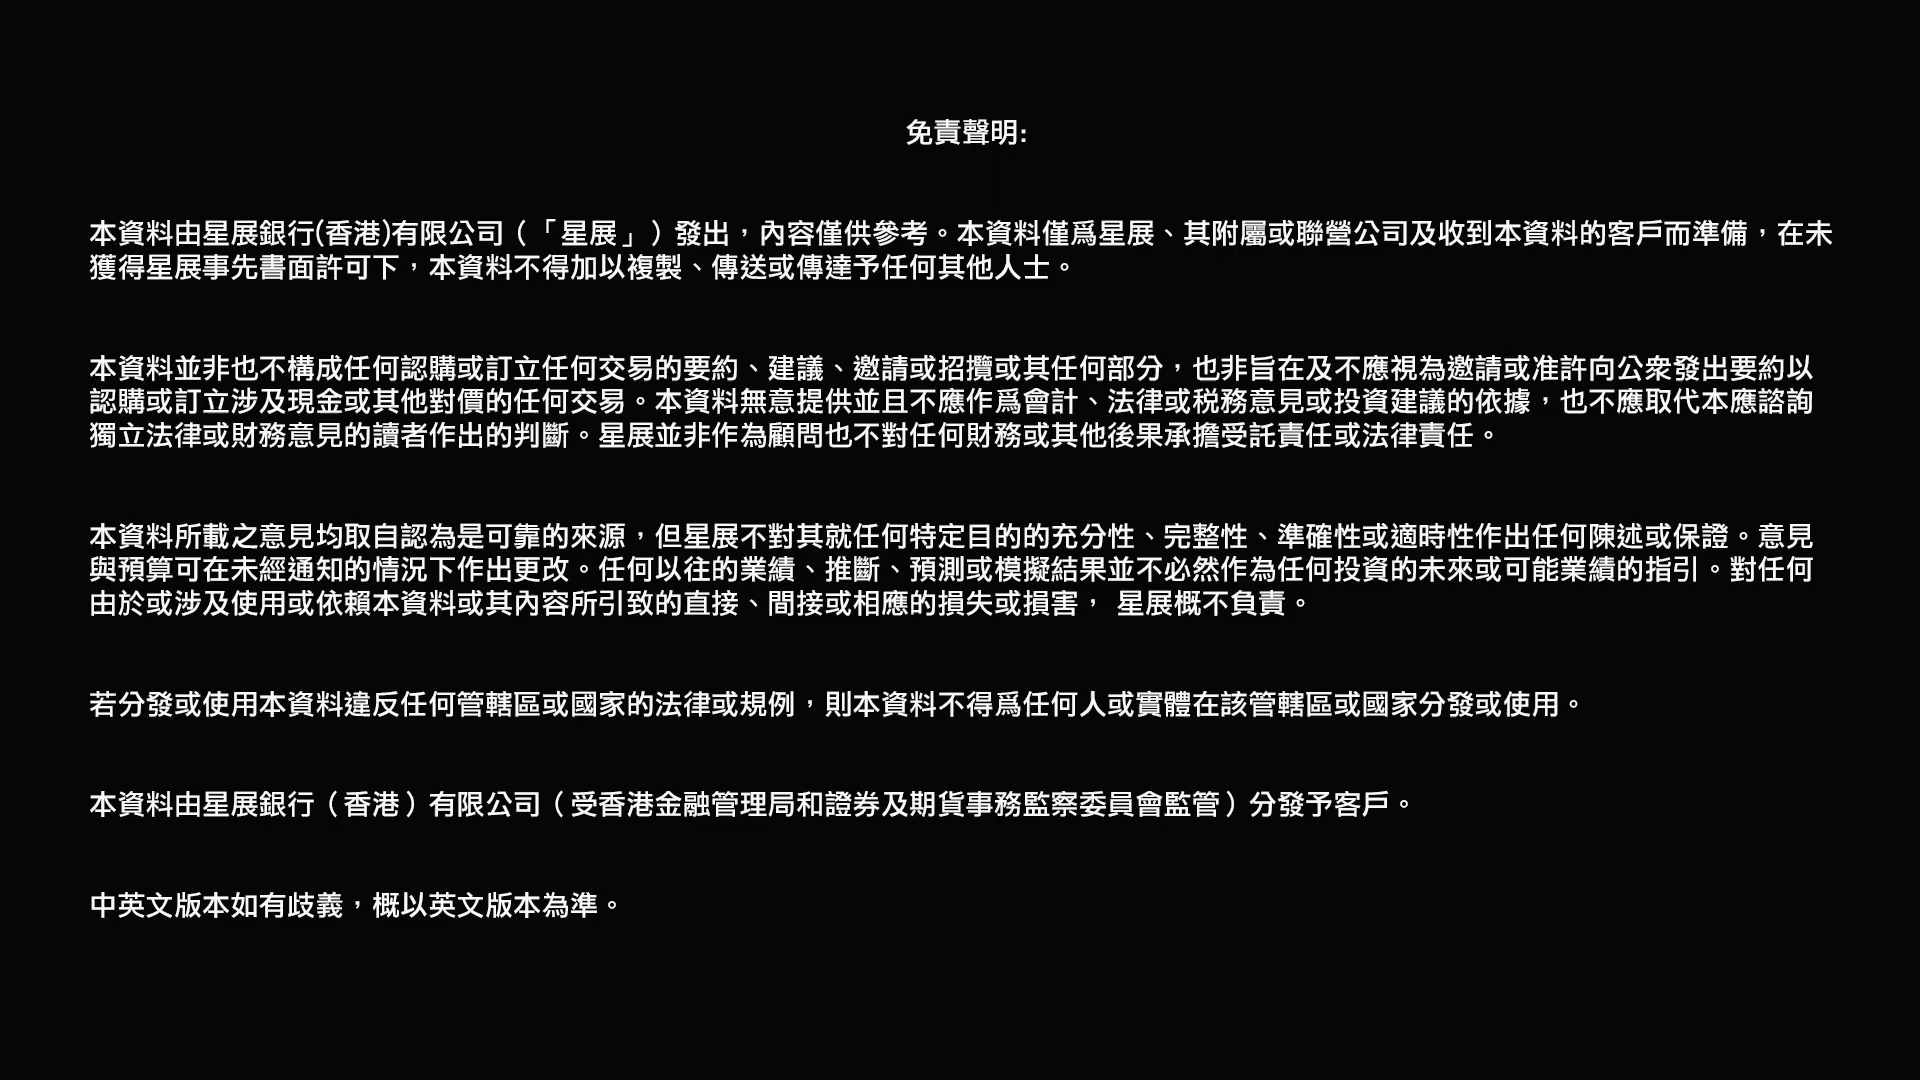 免責聲明:
本資料由星展銀行(香港)有限公司（「星展」）發出，內容僅供參考。本資料僅爲星展、其附屬或聯營公司及收到本資料的客戶而準備，在未
獲得星展事先書面許可下，本資料不得加以複製、傳送或傳達予任何其他人士。
本資料並非也不構成任何認購或訂立任何交易的要約、建議、邀請或招攬或其任何部分，也非旨在及不應視為邀請或准許向公衆發出要約以
認購或訂立涉及現金或其他對價的任何交易。本資料無意提供並且不應作爲會計、法律或税務意見或投資建議的依據，也不應取代本應諮詢
獨立法律或財務意見的讀者作出的判斷。星展並非作為顧問也不對任何財務或其他後果承擔受託責任或法律責任。
本資料所載之意見均取自認為是可靠的來源，但星展不對其就任何特定目的的充分性、完整性、準確性或適時性作出任何陳述或保證。意見
與預算可在未經通知的情況下作出更改。任何以往的業績、推斷、預測或模擬結果並不必然作為任何投資的未來或可能業績的指引。對任何
由於或涉及使用或依賴本資料或其內容所引致的直接、間接或相應的損失或損害， 星展概不負責。
若分發或使用本資料違反任何管轄區或國家的法律或規例，則本資料不得爲任何人或實體在該管轄區或國家分發或使用。
本資料由星展銀行（香港）有限公司（受香港金融管理局和證券及期貨事務監察委員會監管）分發予客戶。
中英文版本如有歧義，概以英文版本為準。